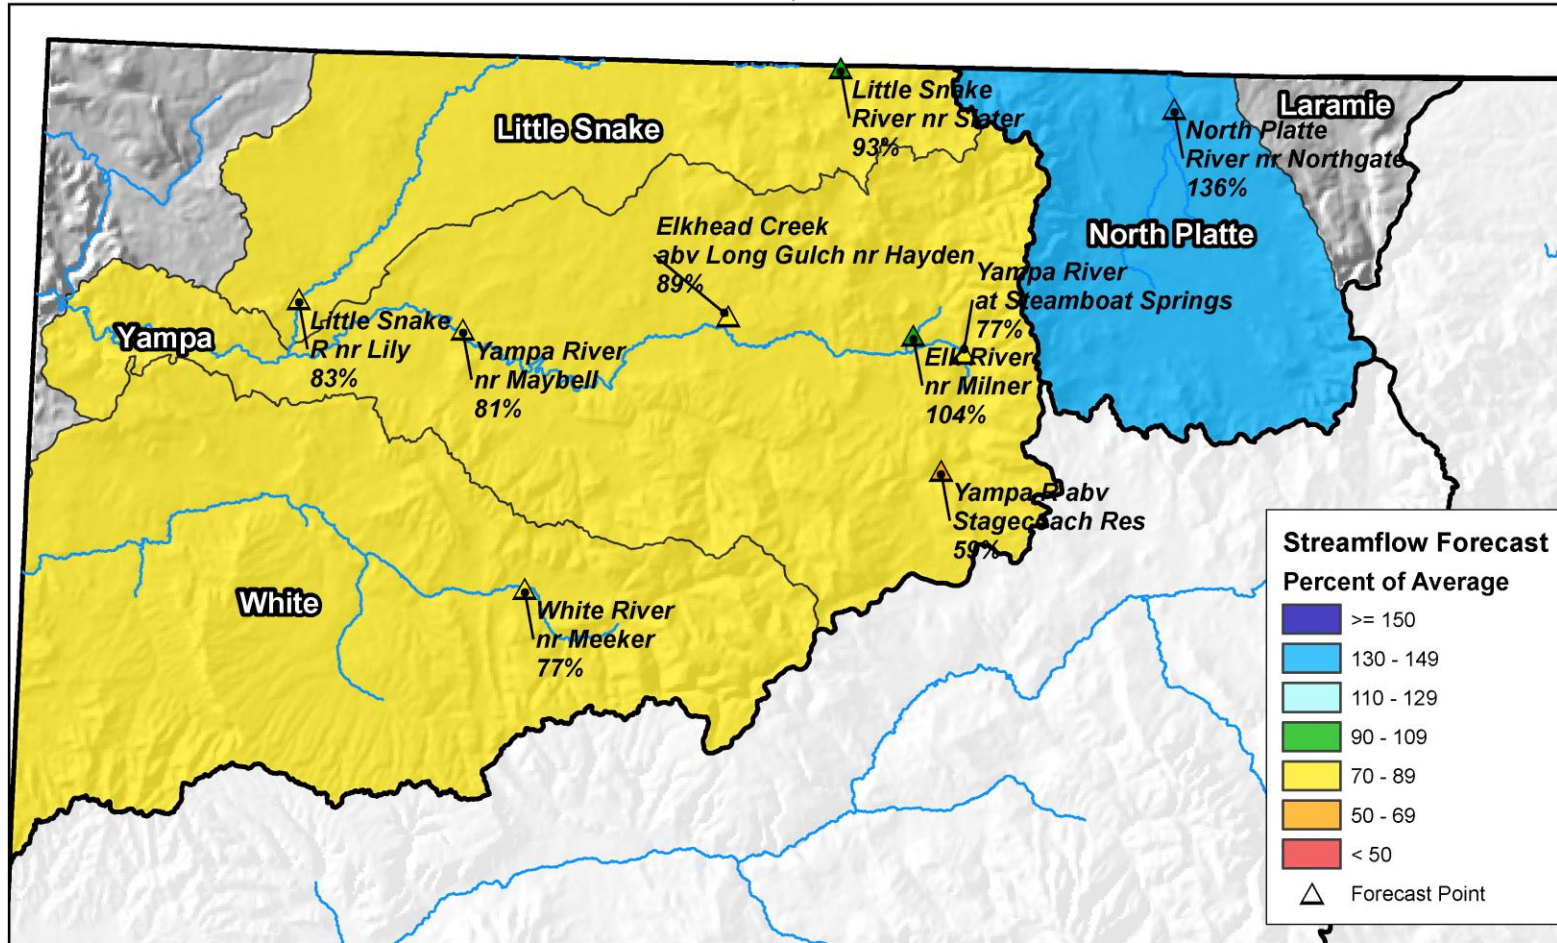 Little Snake
River nr Slater
93%
Little Snake
Laramie
North Platte
River nr Northgate
136%
North Platte
Elkhead Creek
abv Long Gulch nr Hayden
89%
Yampa River
at Steamboat Springs
77%
Yampa
Little Snake
R nr Lily
83%
Yampa River
nr Maybell
81%
Elk River
nr Milner
104%
Yampa R abv
Stagecoach Res
59%
White
White River
nr Meeker
77%
Streamflow Forecast
Percent of Average
>= 150
130 - 149
110 - 129
90 - 109
70 - 89
50 - 69
< 50
Forecast Point